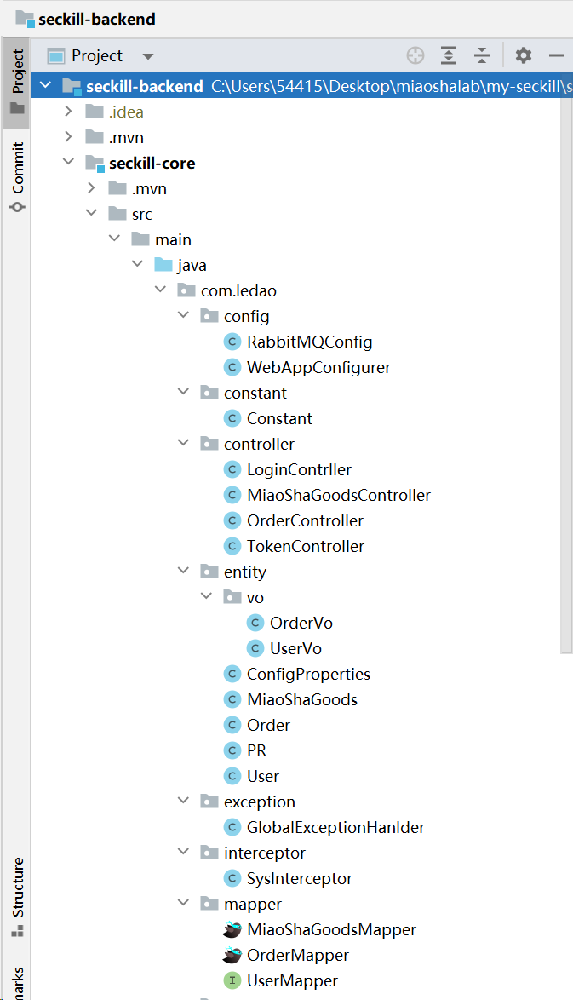 seckill-backend
Project
Project
seckill-backend C:\Users\54415\Desktop\miaoshalab\my-seckill\s
.idea
.mvn
Commit
seckill-core
.mvn
src
main
java
com.ledao
config
RabbitMQConfig
WebAppConfigurer
constant
Constant
controller
LoginContrller
MiaoShaGoodsController
OrderController
TokenController
entity
vo
OrderVo
UserVo
ConfigProperties
MiaoShaGoods
Order
PR
User
exception
GlobalExceptionHanlder
interceptor
SysInterceptor
Structure
mapper
MiaoShaGoodsMapper
OrderMapper
UserMapper
marks